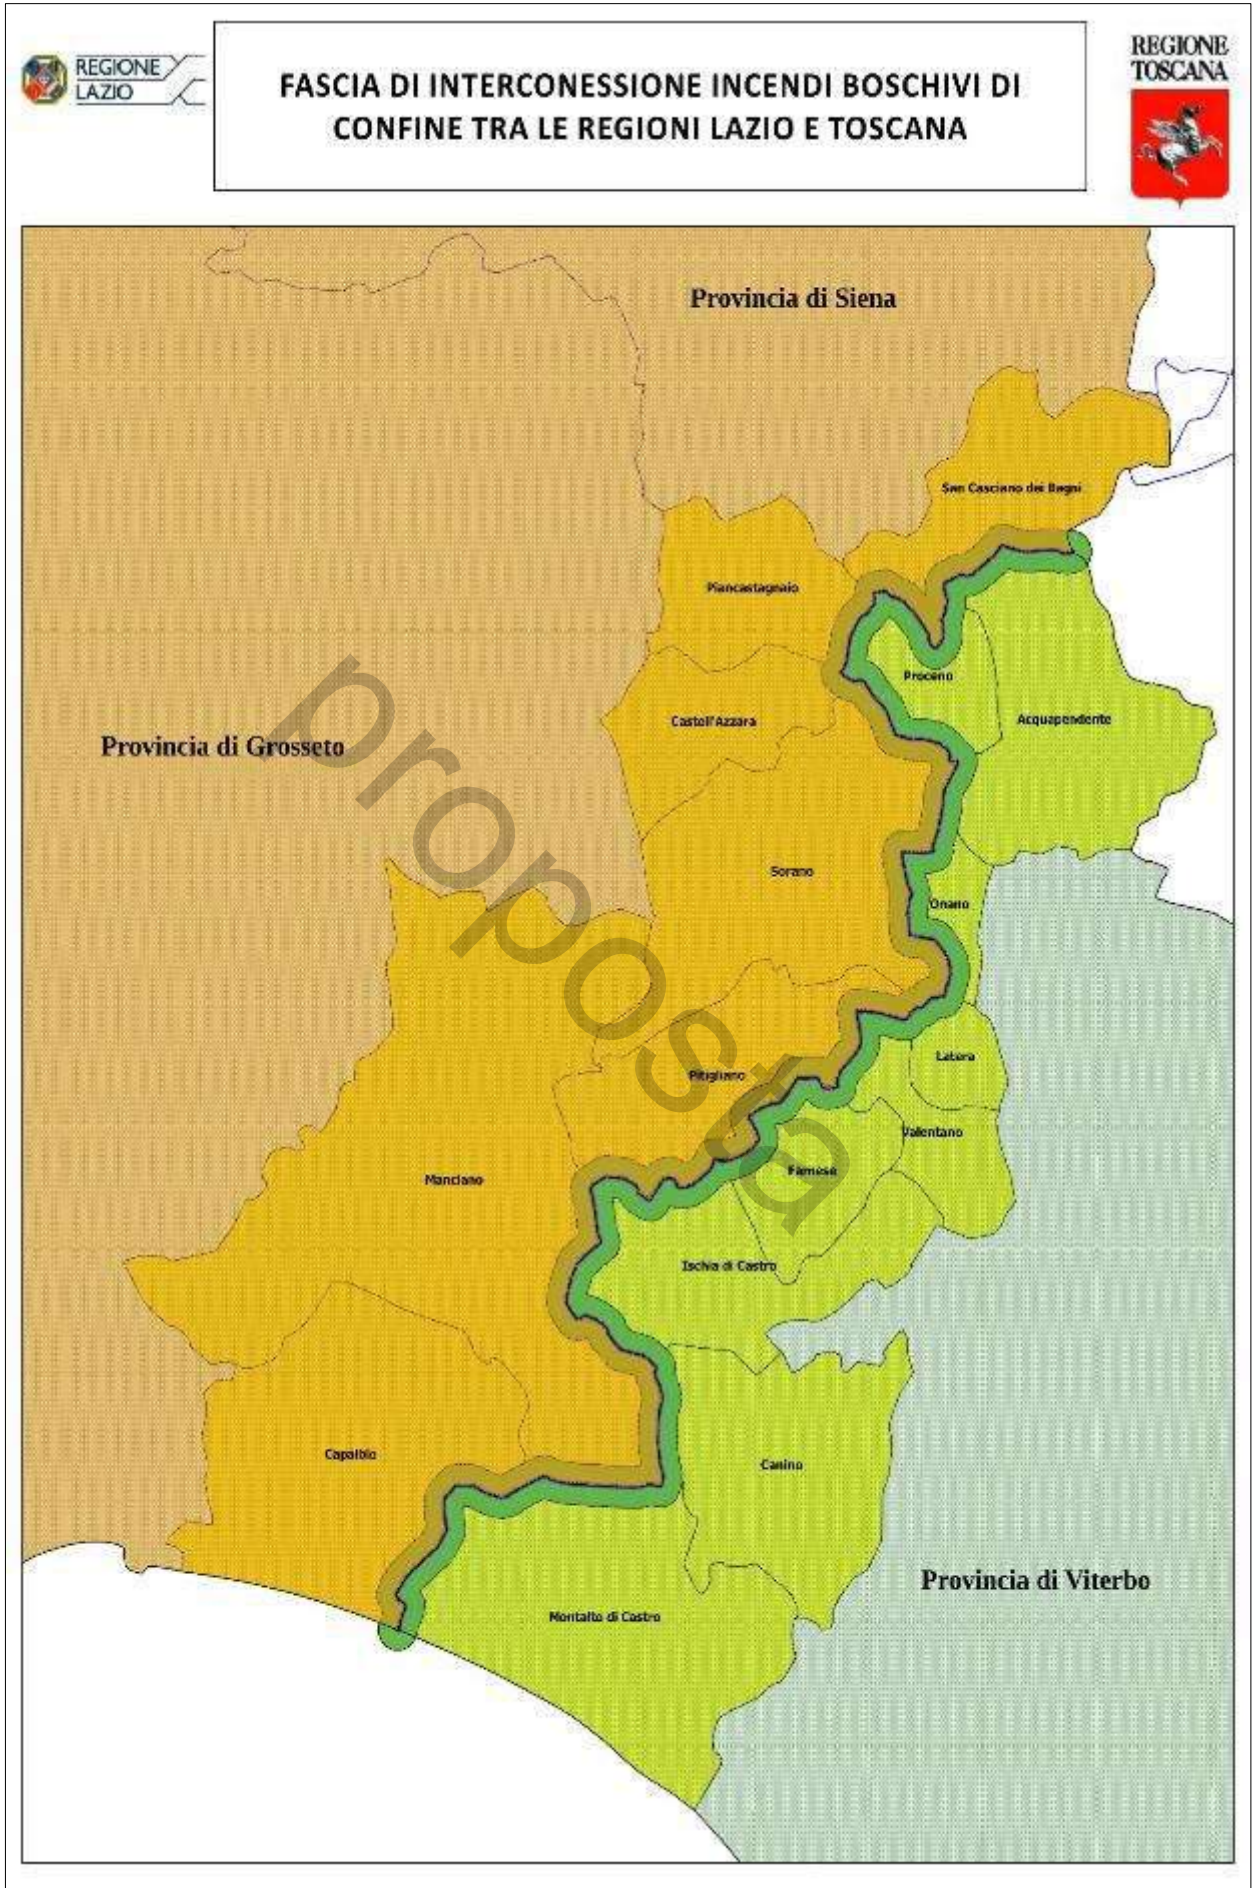 REGIONE
LAZIO
FASCIA DI INTERCONESSIONE INCENDI BOSCHIVI DI
CONFINE TRA LE REGIONI LAZIO E TOSCANA
REGIONE
TOSCANA
Provincia di Siena
San Casciano dei Bagni
Piancastagnaio
Proceno
Castell'Azzara
Acquapendente
Provincia di Grosseto
Sorano
Onano
Latera
Pitigliano
Valentano
Farnese
Manciano
Ischia di Castro
Capalbio
Canino
Provincia di Viterbo
Montalto di Castro
proposta